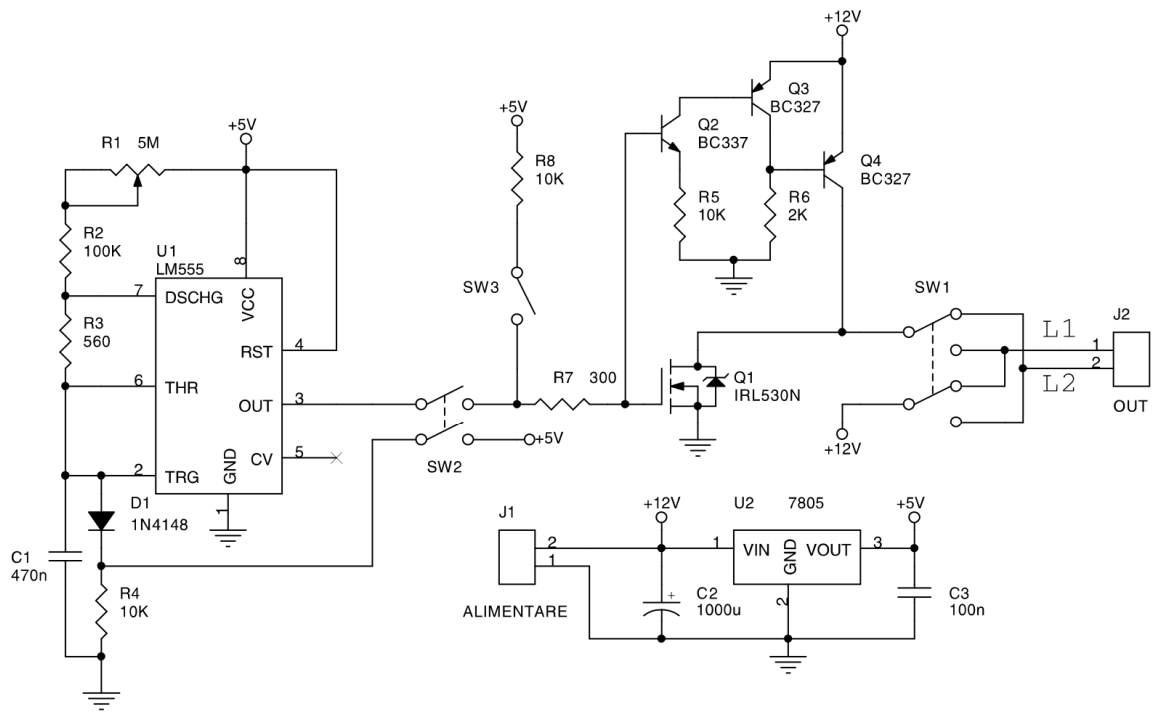 +12V
Q3
BC327
Q2
BC337
Q4
BC327
R5
10K
R6
2K
+5V
R8
10K
SW3
R1 5M
+5V
R2
100K
R3
560
U1
LM555
8
7
DSCHG
VCC
RST
4
6
THR
OUT
3
CV
5
2
TRG
GND
1
D1
1N4148
C1
470n
R4
10K
SW2
+5V
R7 300
Q1
IRL530N
SW1
+12V
L1
L2
J2
1
2
OUT
J1
2
1
ALIMENTARE
+12V
+
C2
1000u
U2 7805
1
VIN
GND
VOUT
3
2
+5V
C3
100n